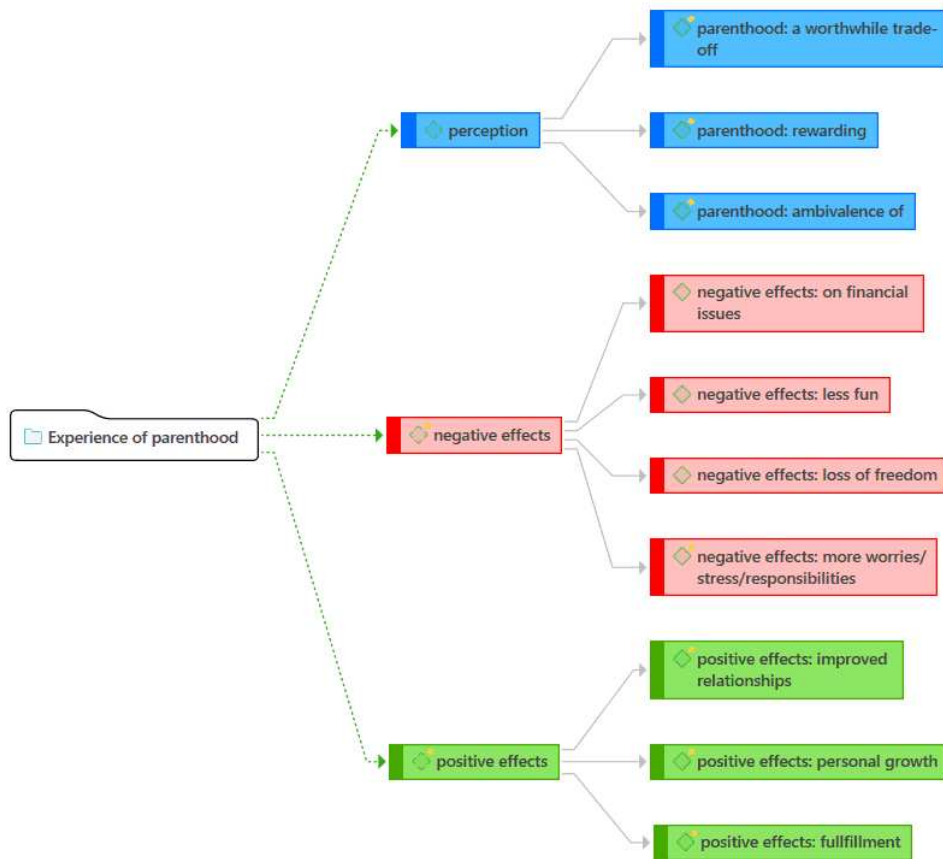 parenthood: a worthwhile trade-
off
perception
parenthood: rewarding
parenthood: ambivalence of
negative effects: on financial
issues
negative effects: less fun
Experience of parenthood
negative effects
negative effects: loss of freedom
negative effects: more worries/
stress/responsibilities
positive effects: improved
relationships
positive effects
positive effects: personal growth
positive effects: fullfillment